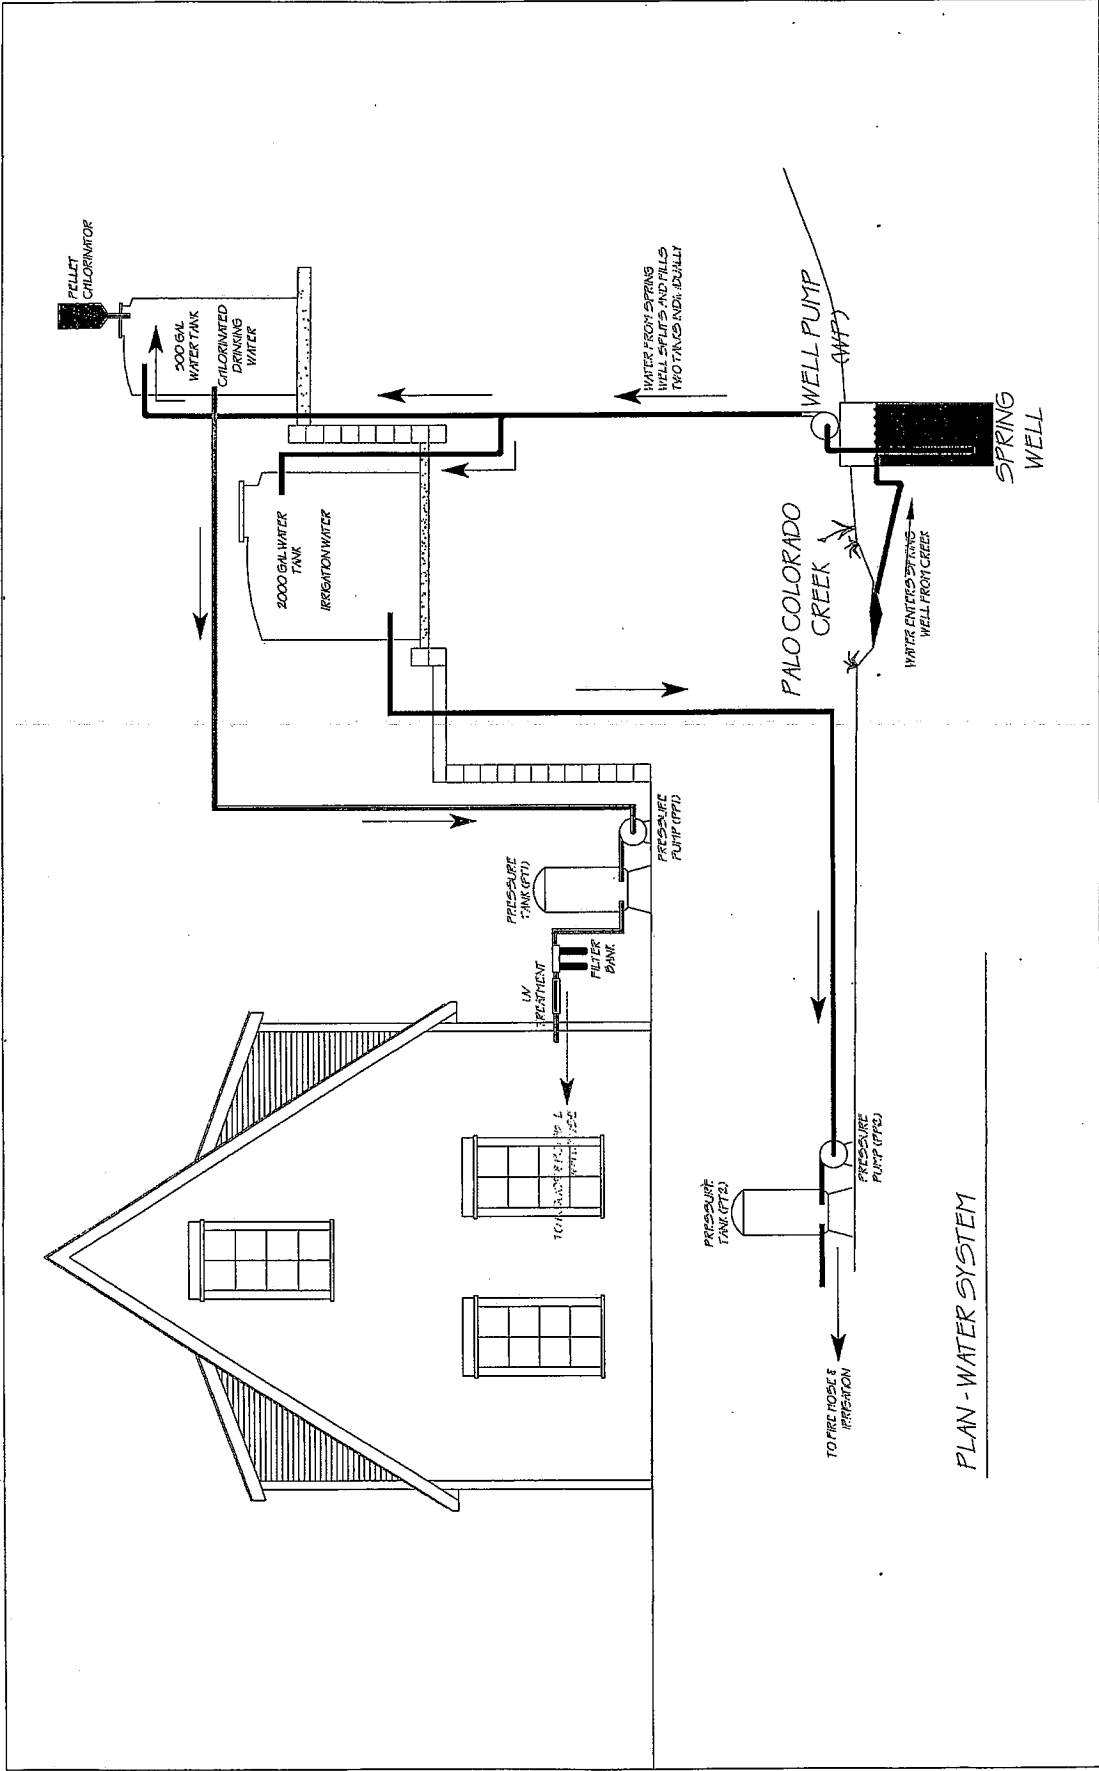 PELLET
CHLORINATOR
500 GAL
WATER TANK
CHLORINATED
DRINKING
WATER
2000 GAL WATER
TANK
IRRIGATION WATER
WATER FROM SPRING
WELL SPLITS AND FILLS
TWO TANKS INDIVIDUALLY
WELL PUMP
(WP)
SPRING
WELL
PALO COLORADO
CREEK
WATER ENTERS SPRING
WELL FROM CREEK
PRESSURE
PUMP (PP1)
PRESSURE
TANK (PT1)
FILTER
BANK
UV
TREATMENT
PRESSURE
PUMP (PP2)
PRESSURE
TANK (PT2)
TO FIRE HOSE &
IRRIGATION
PLAN - WATER SYSTEM